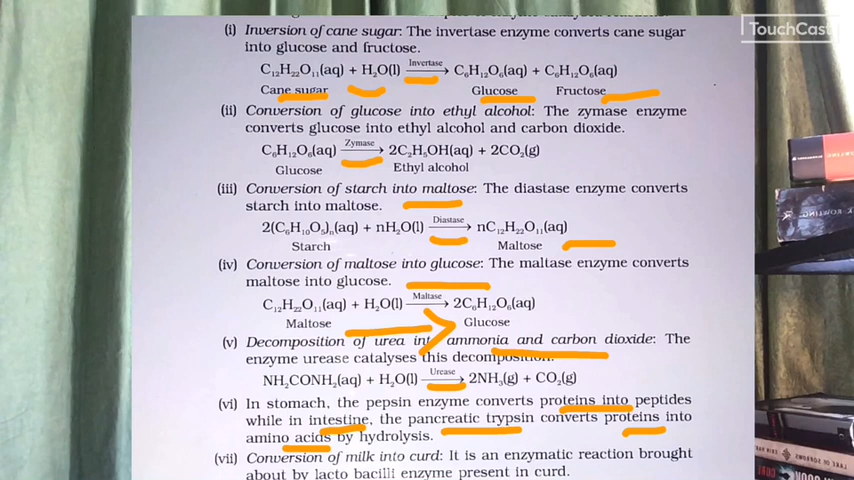 TouchCast
(i) Inversion of cane sugar: The invertase enzyme converts cane sugar
into glucose and fructose.
C₁₂H₂₂O₁₁(aq) + H₂O(l) Invertase→ C₆H₁₂O₆(aq) + C₆H₁₂O₆(aq)
Cane sugar Glucose Fructose
(ii) Conversion of glucose into ethyl alcohol: The zymase enzyme
converts glucose into ethyl alcohol and carbon dioxide.
C₆H₁₂O₆(aq) Zymase→ 2C₂H₅OH(aq) + 2CO₂(g)
Glucose Ethyl alcohol
(iii) Conversion of starch into maltose: The diastase enzyme converts
starch into maltose.
2(C₆H₁₀O₅)ₙ(aq) + nH₂O(l) Diastase→ nC₁₂H₂₂O₁₁(aq)
Starch Maltose
(iv) Conversion of maltose into glucose: The maltase enzyme converts
maltose into glucose.
C₁₂H₂₂O₁₁(aq) + H₂O(l) Maltase→ 2C₆H₁₂O₆(aq)
Maltose Glucose
(v) Decomposition of urea into ammonia and carbon dioxide: The
enzyme urease catalyses this decomposition.
NH₂CONH₂(aq) + H₂O(l) Urease→ 2NH₃(g) + CO₂(g)
(vi) In stomach, the pepsin enzyme converts proteins into peptides
while in intestine, the pancreatic trypsin converts proteins into
amino acids by hydrolysis.
(vii) Conversion of milk into curd: It is an enzymatic reaction brought
about by lacto bacilli enzyme present in curd.